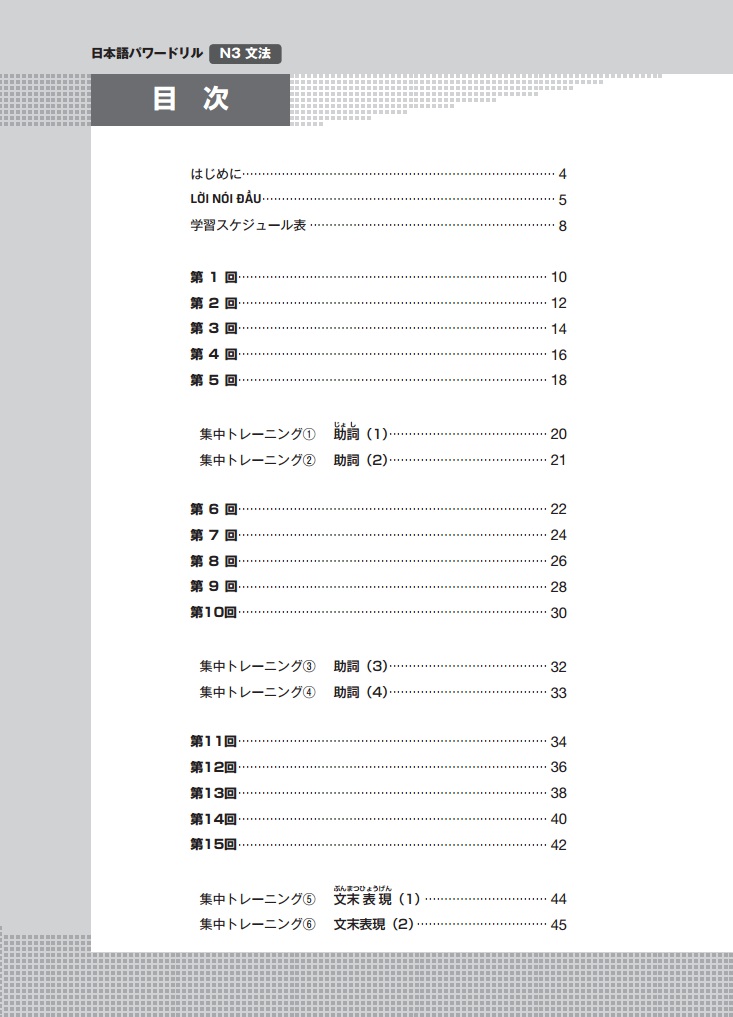 日本語パワードリル N3 文法
目 次
はじめに 4
LỜI NÓI ĐẦU 5
学習スケジュール表 8
第 1 回 10
第 2 回 12
第 3 回 14
第 4 回 16
第 5 回 18
じょし
集中トレーニング① 助詞（1） 20
集中トレーニング② 助詞（2） 21
第 6 回 22
第 7 回 24
第 8 回 26
第 9 回 28
第10回 30
集中トレーニング③ 助詞（3） 32
集中トレーニング④ 助詞（4） 33
第11回 34
第12回 36
第13回 38
第14回 40
第15回 42
ぶんまつひょうげん
集中トレーニング⑤ 文末表現（1） 44
集中トレーニング⑥ 文末表現（2） 45